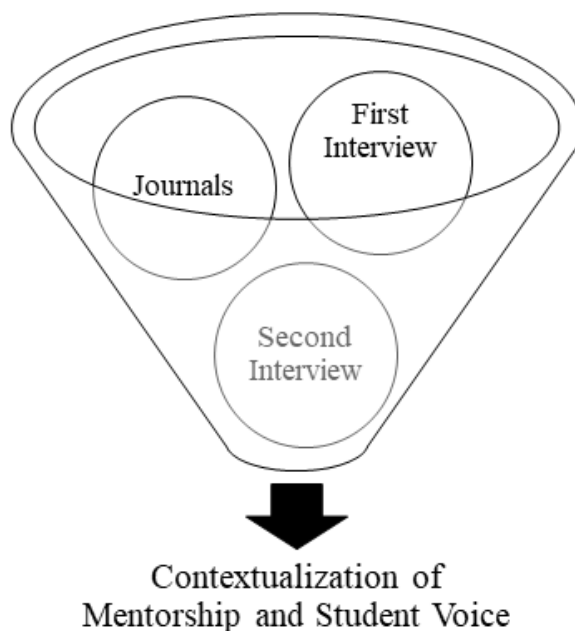 First
Interview
Journals
Second
Interview
Contextualization of
Mentorship and Student Voice